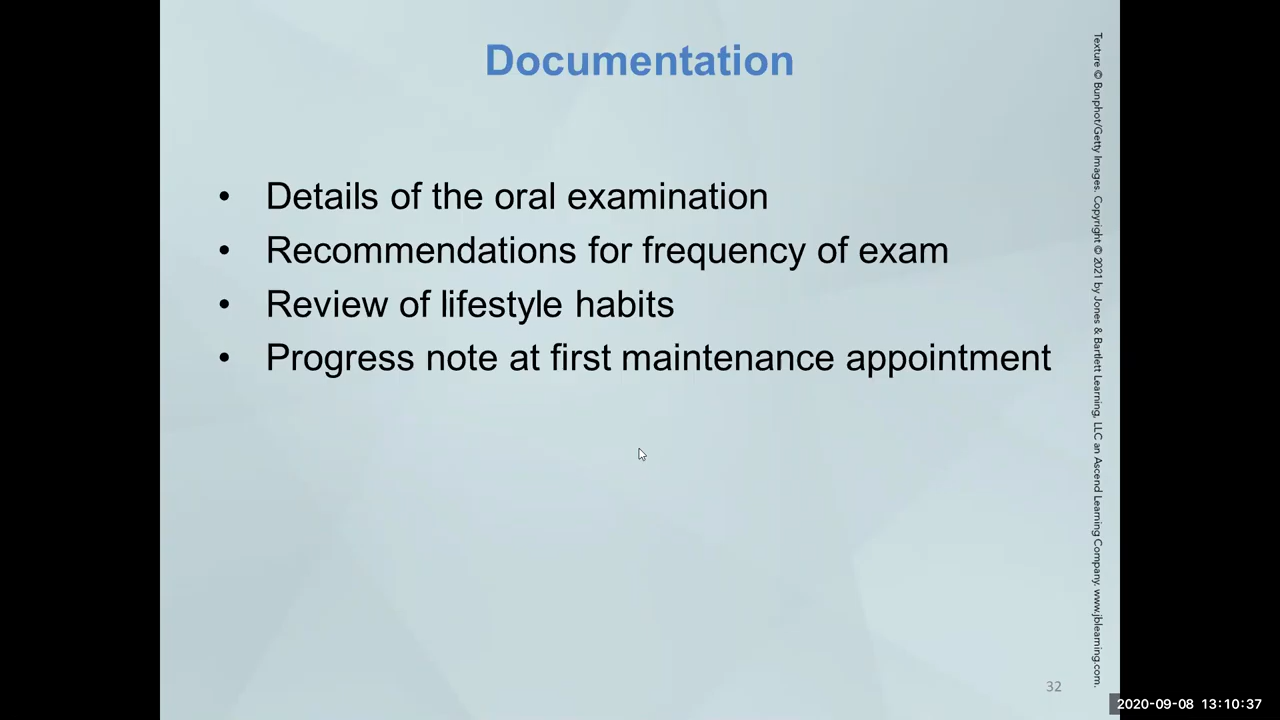 Documentation
• Details of the oral examination
• Recommendations for frequency of exam
• Review of lifestyle habits
• Progress note at first maintenance appointment
Texture © Bunphot/Getty Images. Copyright © 2021 by Jones & Bartlett Learning, LLC an Ascend Learning Company. www.jblearning.com.
32
2020-09-08 13:10:37